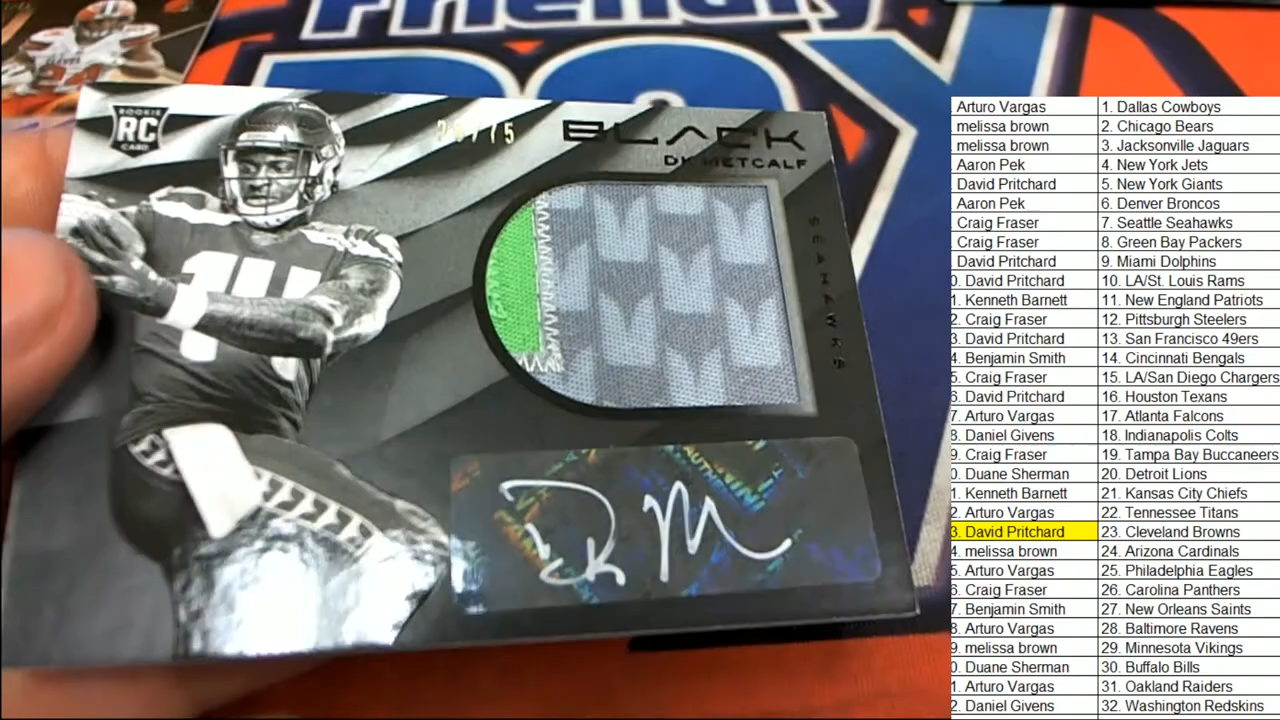 Friendly
BOX
ROOKIE
RC
CARD
/75
BLACK
DK METCALF
SEAHAWKS
14
24
DK M
Arturo Vargas 1. Dallas Cowboys
melissa brown 2. Chicago Bears
melissa brown 3. Jacksonville Jaguars
Aaron Pek 4. New York Jets
David Pritchard 5. New York Giants
Aaron Pek 6. Denver Broncos
Craig Fraser 7. Seattle Seahawks
Craig Fraser 8. Green Bay Packers
David Pritchard 9. Miami Dolphins
0. David Pritchard 10. LA/St. Louis Rams
1. Kenneth Barnett 11. New England Patriots
2. Craig Fraser 12. Pittsburgh Steelers
3. David Pritchard 13. San Francisco 49ers
4. Benjamin Smith 14. Cincinnati Bengals
5. Craig Fraser 15. LA/San Diego Chargers
6. David Pritchard 16. Houston Texans
7. Arturo Vargas 17. Atlanta Falcons
8. Daniel Givens 18. Indianapolis Colts
9. Craig Fraser 19. Tampa Bay Buccaneers
0. Duane Sherman 20. Detroit Lions
1. Kenneth Barnett 21. Kansas City Chiefs
2. Arturo Vargas 22. Tennessee Titans
3. David Pritchard 23. Cleveland Browns
4. melissa brown 24. Arizona Cardinals
5. Arturo Vargas 25. Philadelphia Eagles
6. Craig Fraser 26. Carolina Panthers
7. Benjamin Smith 27. New Orleans Saints
8. Arturo Vargas 28. Baltimore Ravens
9. melissa brown 29. Minnesota Vikings
0. Duane Sherman 30. Buffalo Bills
1. Arturo Vargas 31. Oakland Raiders
2. Daniel Givens 32. Washington Redskins